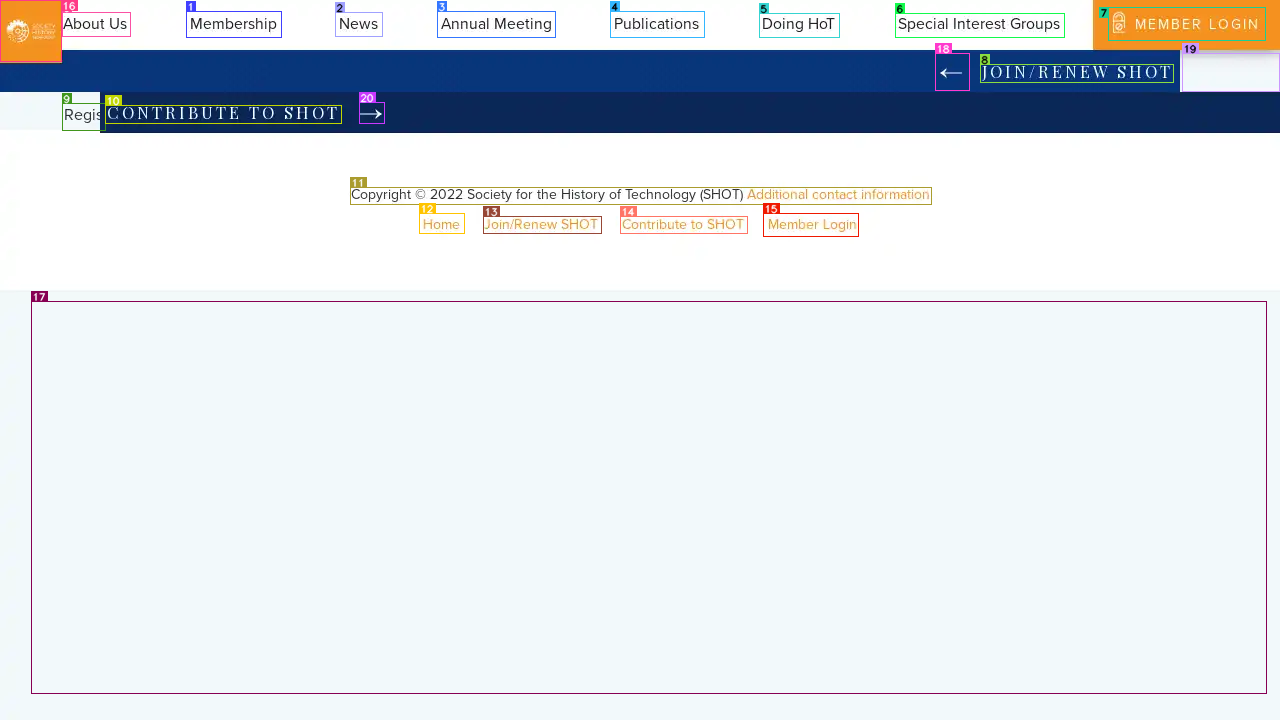 About Us
Membership
News
Annual Meeting
Publications
Doing HoT
Special Interest Groups
MEMBER LOGIN
SOCIETY
HISTORY
JOIN/RENEW SHOT
Regis
CONTRIBUTE TO SHOT
Copyright © 2022 Society for the History of Technology (SHOT) Additional contact information
Home
Join/Renew SHOT
Contribute to SHOT
Member Login
16
1
2
3
4
5
6
7
18
8
19
9
10
20
11
12
13
14
15
17